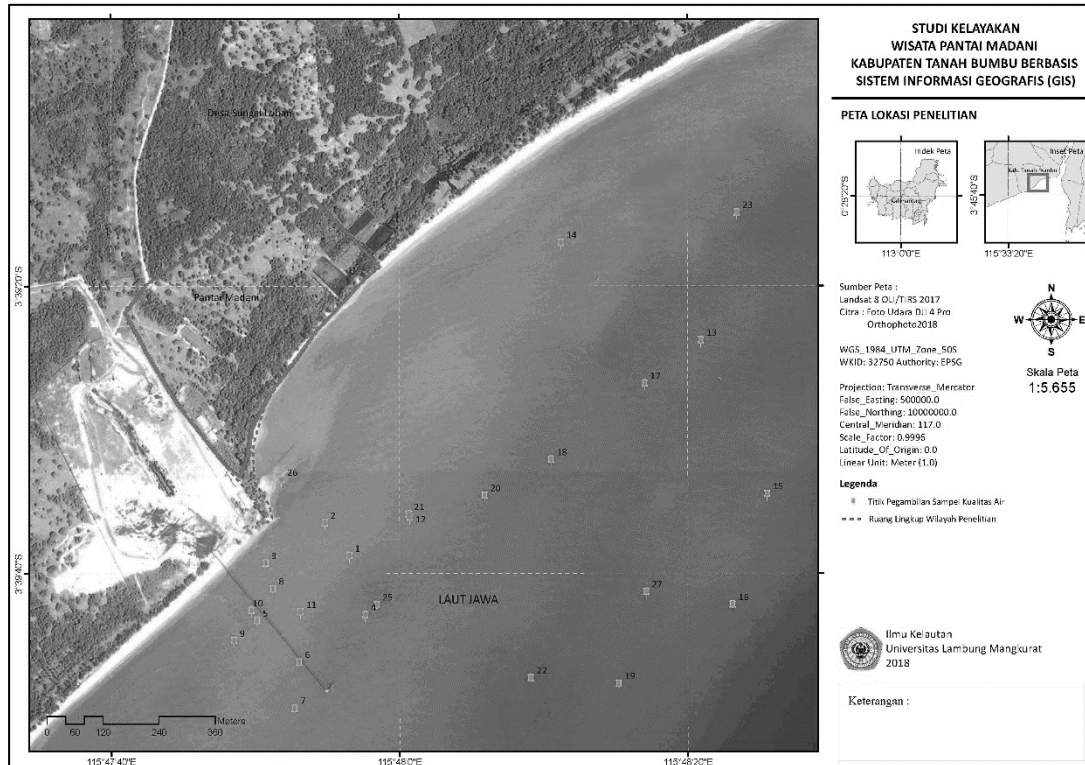 STUDI KELAYAKAN
WISATA PANTAI MADANI
KABUPATEN TANAH BUMBU BERBASIS
SISTEM INFORMASI GEOGRAFIS (GIS)
PETA LOKASI PENELITIAN
Indek Peta
Kalimantan
0°28'20"S
113°0'0"E
Inset Peta
Kab. Tanah Bumbu
3°45'40"S
115°33'20"E
Sumber Peta :
Landsat 8 OLI/TIRS 2017
Citra : Foto Udara DJI 4 Pro
Orthophoto2018
WGS_1984_UTM_Zone_50S
WKID: 32750 Authority: EPSG
Projection: Transverse_Mercator
False_Easting: 500000.0
False_Northing: 10000000.0
Central_Meridian: 117.0
Scale_Factor: 0.9996
Latitude_Of_Origin: 0.0
Linear Unit: Meter (1.0)
N
W
E
S
Skala Peta
1:5.655
Legenda
Titik Pegambilan Sampel Kualitas Air
Ruang Lingkup Wilayah Penelitian
Ilmu Kelautan
Universitas Lambung Mangkurat
2018
Keterangan :
Desa Sungai Loban
Pantai Madani
LAUT JAWA
23
14
13
17
18
26
20
15
21
12
2
1
3
8
27
25
16
10
11
4
5
9
6
22
19
7
0 60 120 240 360
Meters
3°39'20"S
3°39'40"S
115°47'40"E
115°48'0"E
115°48'20"E